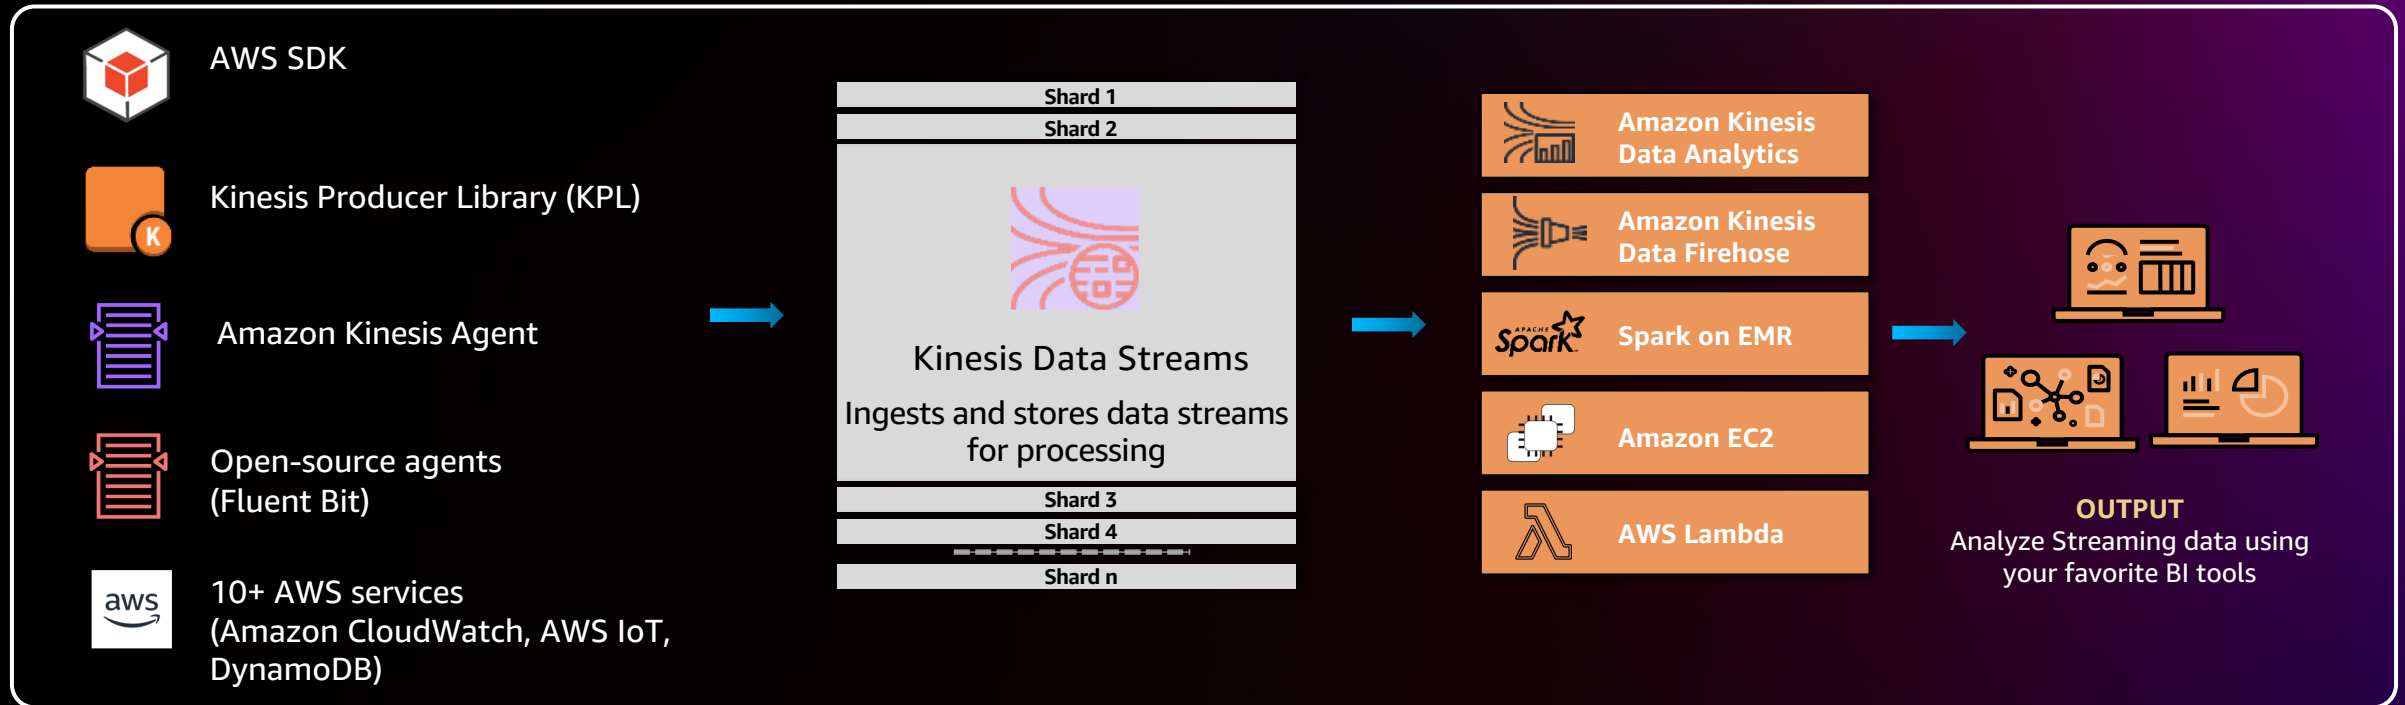 AWS SDK
K
Kinesis Producer Library (KPL)
Amazon Kinesis Agent
Open-source agents
(Fluent Bit)
aws
10+ AWS services
(Amazon CloudWatch, AWS IoT,
DynamoDB)
Shard 1
Shard 2
Kinesis Data Streams
Ingests and stores data streams
for processing
Shard 3
Shard 4
Shard n
Amazon Kinesis
Data Analytics
Amazon Kinesis
Data Firehose
APACHE
Spark
Spark on EMR
Amazon EC2
AWS Lambda
OUTPUT
Analyze Streaming data using
your favorite BI tools